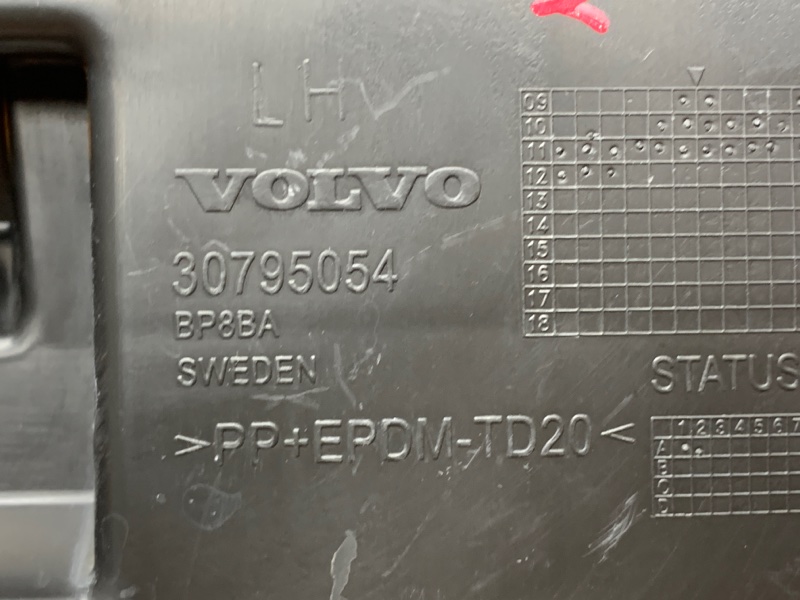 LH
VOLVO
30795054
BP8BA
SWEDEN
>PP+EPDM-TD20<
09
10
11
12
13
14
15
16
17
18
STATUS
1 2 3 4 5 6 7
A
B
C
D